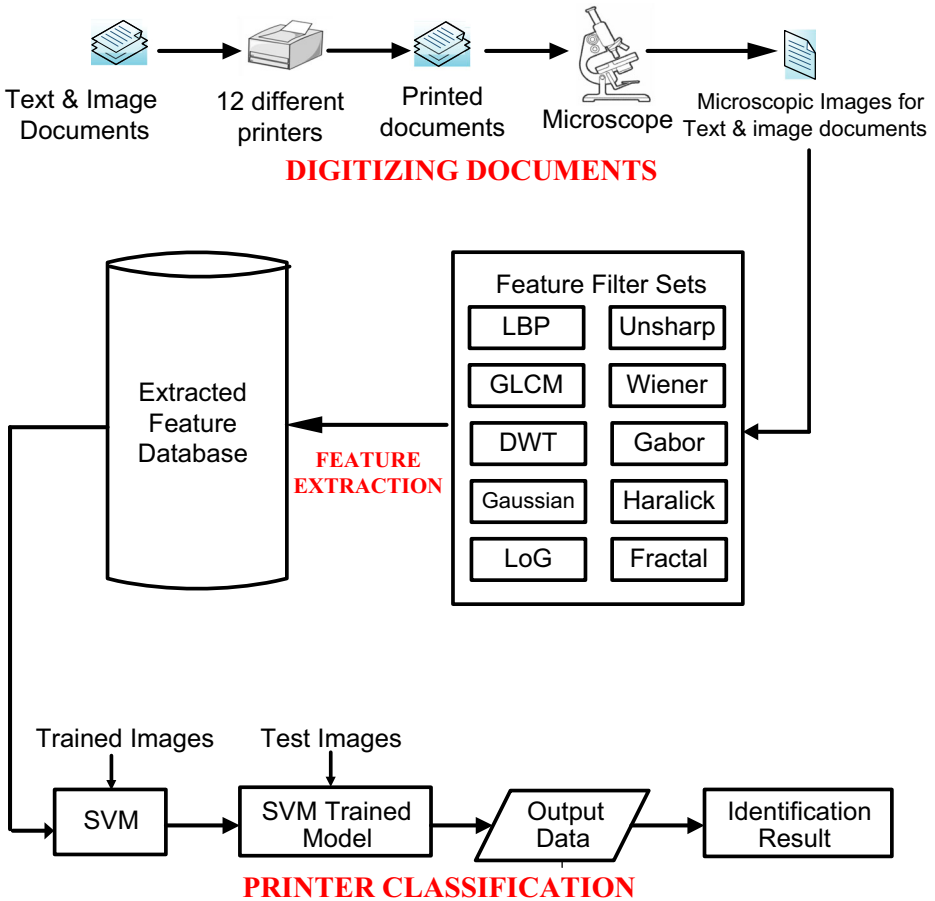 Text & Image
Documents
12 different
printers
Printed
documents
Microscope
Microscopic Images for
Text & image documents
DIGITIZING DOCUMENTS
Feature Filter Sets
LBP
Unsharp
GLCM
Wiener
DWT
Gabor
Gaussian
Haralick
LoG
Fractal
FEATURE
EXTRACTION
Extracted
Feature
Database
Trained Images
Test Images
SVM
SVM Trained
Model
Output
Data
Identification
Result
PRINTER CLASSIFICATION